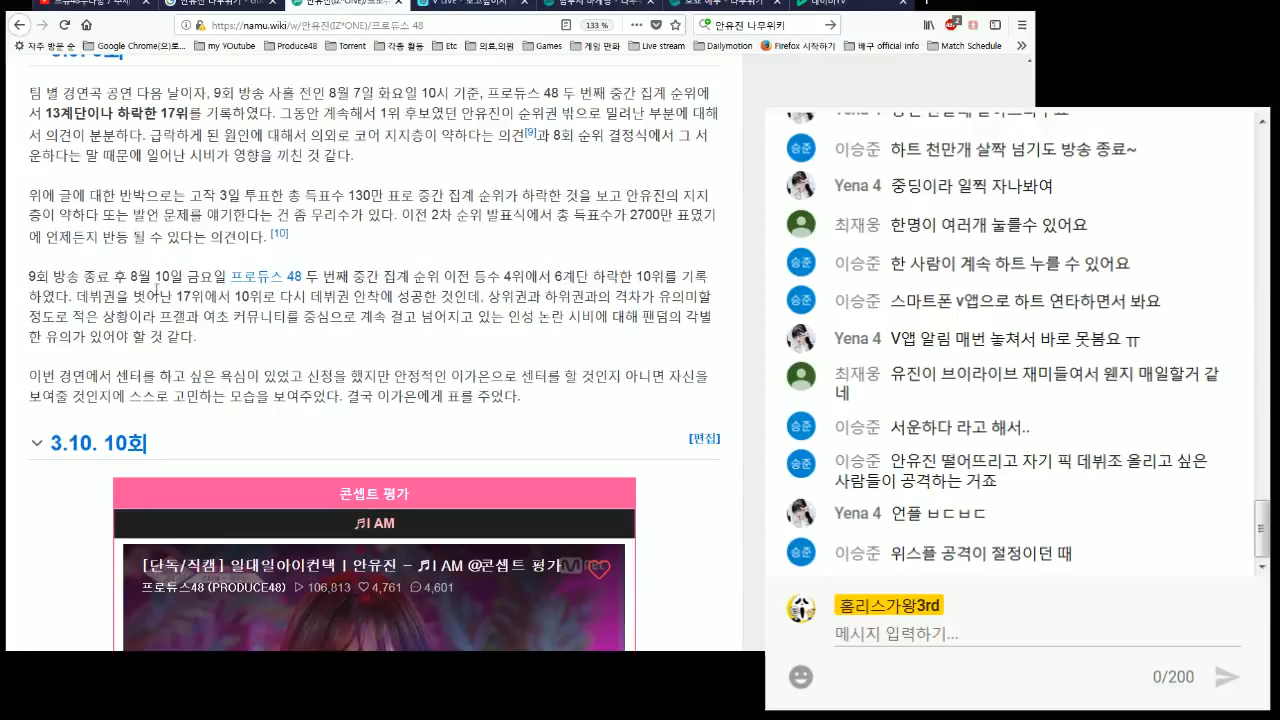 안유진 나무위키
https://namu.wiki/w/안유진(IZ*ONE)/프로듀스 48
133 %
안유진 나무위키
자주 방문 순
Google Chrome(으)로...
my YouTube
Produce48
Torrent
각종 활동
Etc
의료,의원
Games
게임 만화
Live stream
Dailymotion
Firefox 시작하기
배구 official info
Match Schedule
팀 별 경연곡 공연 다음 날이자, 9회 방송 사흘 전인 8월 7일 화요일 10시 기준, 프로듀스 48 두 번째 중간 집계 순위에
서 13계단이나 하락한 17위를 기록하였다. 그동안 계속해서 1위 후보였던 안유진이 순위권 밖으로 밀려난 부분에 대해
서 의견이 분분하다. 급락하게 된 원인에 대해서 의외로 코어 지지층이 약하다는 의견[9]과 8회 순위 결정식에서 그 서
운하다는 말 때문에 일어난 시비가 영향을 끼친 것 같다.
위에 글에 대한 반박으로는 고작 3일 투표한 총 득표수 130만 표로 중간 집계 순위가 하락한 것을 보고 안유진의 지지
층이 약하다 또는 발언 문제를 얘기한다는 건 좀 무리수가 있다. 이전 2차 순위 발표식에서 총 득표수가 2700만 표였기
에 언제든지 반등 될 수 있다는 의견이다. [10]
9회 방송 종료 후 8월 10일 금요일 프로듀스 48 두 번째 중간 집계 순위 이전 등수 4위에서 6계단 하락한 10위를 기록
하였다. 데뷔권을 벗어난 17위에서 10위로 다시 데뷔권 안착에 성공한 것인데, 상위권과 하위권과의 격차가 유의미할
정도로 적은 상황이라 프갤과 여초 커뮤니티를 중심으로 계속 걸고 넘어지고 있는 인성 논란 시비에 대해 팬덤의 각별
한 유의가 있어야 할 것 같다.
이번 경연에서 센터를 하고 싶은 욕심이 있었고 신청을 했지만 안정적인 이가은으로 센터를 할 것인지 아니면 자신을
보여줄 것인지에 스스로 고민하는 모습을 보여주었다. 결국 이가은에게 표를 주었다.
3.10. 10회
[편집]
콘셉트 평가
♬I AM
[단독/직캠] 일대일아이컨택 | 안유진 - ♬I AM @콘셉트 평가
프로듀스48 (PRODUCE48) ▷ 106,813 ♡ 4,761 4,601
승준 이승준 하트 천만개 살짝 넘기도 방송 종료~
Yena 4 중딩이라 일찍 자나봐여
최재웅 한명이 여러개 눌를수 있어요
승준 이승준 한 사람이 계속 하트 누를 수 있어요
승준 이승준 스마트폰 v앱으로 하트 연타하면서 봐요
Yena 4 V앱 알림 매번 놓쳐서 바로 못봄요 ㅠ
최재웅 유진이 브이라이브 재미들여서 웬지 매일할거 같
네
승준 이승준 서운하다 라고 해서..
승준 이승준 안유진 떨어뜨리고 자기 픽 데뷔조 올리고 싶은
사람들이 공격하는 거죠
Yena 4 언플 ㅂㄷㅂㄷ
승준 이승준 위스플 공격이 절정이던 때
홈리스가왕3rd
메시지 입력하기...
0/200